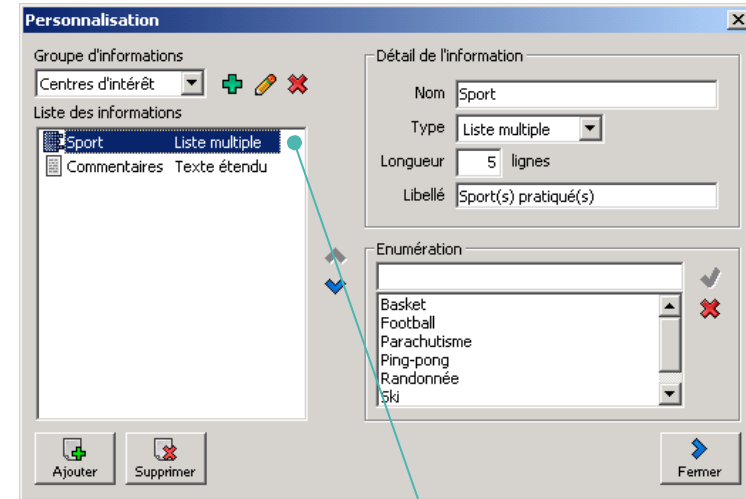 Personnalisation
Groupe d'informations
Centres d'intérêt
Liste des informations
Sport Liste multiple
Commentaires Texte étendu
Ajouter
Supprimer
Détail de l'information
Nom Sport
Type Liste multiple
Longueur 5 lignes
Libellé Sport(s) pratiqué(s)
Enumération
Basket
Football
Parachutisme
Ping-pong
Randonnée
Ski
Fermer